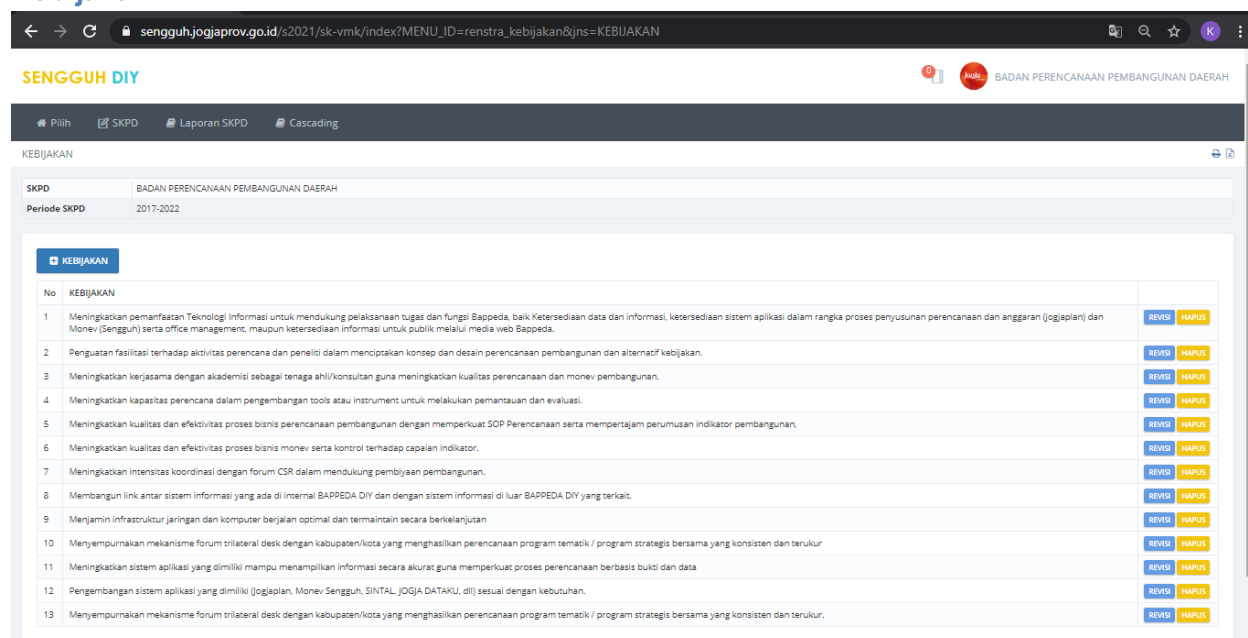 sengguh.jogjaprov.go.id/s2021/sk-vmk/index?MENU_ID=renstra_kebijakan&jns=KEBIJAKAN
K
SENGGUH DIY
0
BADAN PERENCANAAN PEMBANGUNAN DAERAH
Pilih SKPD Laporan SKPD Cascading
KEBIJAKAN
SKPD BADAN PERENCANAAN PEMBANGUNAN DAERAH
Periode SKPD 2017-2022
KEBIJAKAN
No KEBIJAKAN
1 Meningkatkan pemanfaatan Teknologi Informasi untuk mendukung pelaksanaan tugas dan fungsi Bappeda, baik Ketersediaan data dan informasi, ketersediaan sistem aplikasi dalam rangka proses penyusunan perencanaan dan anggaran (jogjaplan) dan
Monev (Sengguh) serta office management, maupun ketersediaan informasi untuk publik melalui media web Bappeda. REVISI HAPUS
2 Penguatan fasilitasi terhadap aktivitas perencana dan peneliti dalam menciptakan konsep dan desain perencanaan pembangunan dan alternatif kebijakan. REVISI HAPUS
3 Meningkatkan kerjasama dengan akademisi sebagai tenaga ahli/konsultan guna meningkatkan kualitas perencanaan dan monev pembangunan. REVISI HAPUS
4 Meningkatkan kapasitas perencana dalam pengembangan tools atau instrument untuk melakukan pemantauan dan evaluasi. REVISI HAPUS
5 Meningkatkan kualitas dan efektivitas proses bisnis perencanaan pembangunan dengan memperkuat SOP Perencanaan serta mempertajam perumusan indikator pembangunan, REVISI HAPUS
6 Meningkatkan kualitas dan efektivitas proses bisnis monev serta kontrol terhadap capaian indikator. REVISI HAPUS
7 Meningkatkan intensitas koordinasi dengan forum CSR dalam mendukung pembiyaan pembangunan. REVISI HAPUS
8 Membangun link antar sistem informasi yang ada di internal BAPPEDA DIY dan dengan sistem informasi di luar BAPPEDA DIY yang terkait. REVISI HAPUS
9 Menjamin infrastruktur jaringan dan komputer berjalan optimal dan termaintain secara berkelanjutan REVISI HAPUS
10 Menyempurnakan mekanisme forum trilateral desk dengan kabupaten/kota yang menghasilkan perencanaan program tematik / program strategis bersama yang konsisten dan terukur REVISI HAPUS
11 Meningkatkan sistem aplikasi yang dimiliki mampu menampilkan informasi secara akurat guna memperkuat proses perencanaan berbasis bukti dan data REVISI HAPUS
12 Pengembangan sistem aplikasi yang dimiliki (Jogjaplan, Monev Sengguh, SINTAL, JOGJA DATAKU, dll) sesuai dengan kebutuhan. REVISI HAPUS
13 Menyempurnakan mekanisme forum trilateral desk dengan kabupaten/kota yang menghasilkan perencanaan program tematik / program strategis bersama yang konsisten dan terukur. REVISI HAPUS